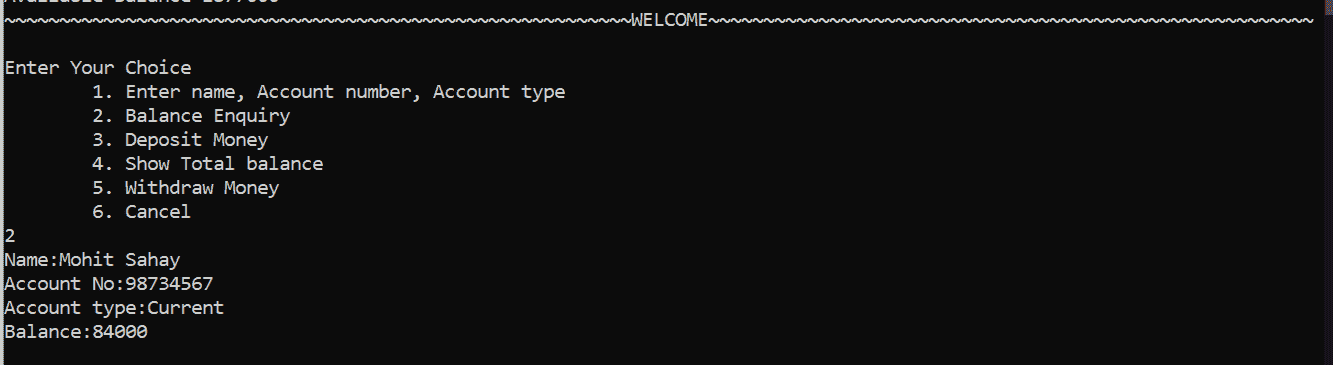 ~~~~~~~~~~~~~~~~~~~~~~~~~~~~~~~~~~~~~~~~~~~~~~~~~~~~~~~~~WELCOME~~~~~~~~~~~~~~~~~~~~~~~~~~~~~~~~~~~~~~~~~~~~~~~~~~~~~~~
Enter Your Choice
1. Enter name, Account number, Account type
2. Balance Enquiry
3. Deposit Money
4. Show Total balance
5. Withdraw Money
6. Cancel
2
Name:Mohit Sahay
Account No:98734567
Account type:Current
Balance:84000